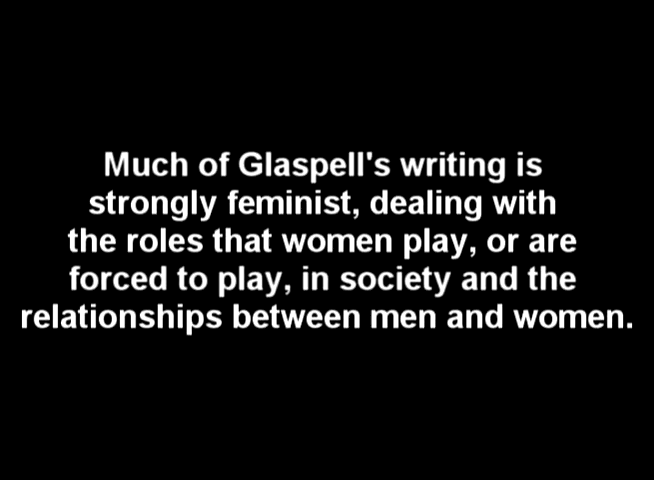 Much of Glaspell's writing is
strongly feminist, dealing with
the roles that women play, or are
forced to play, in society and the
relationships between men and women.